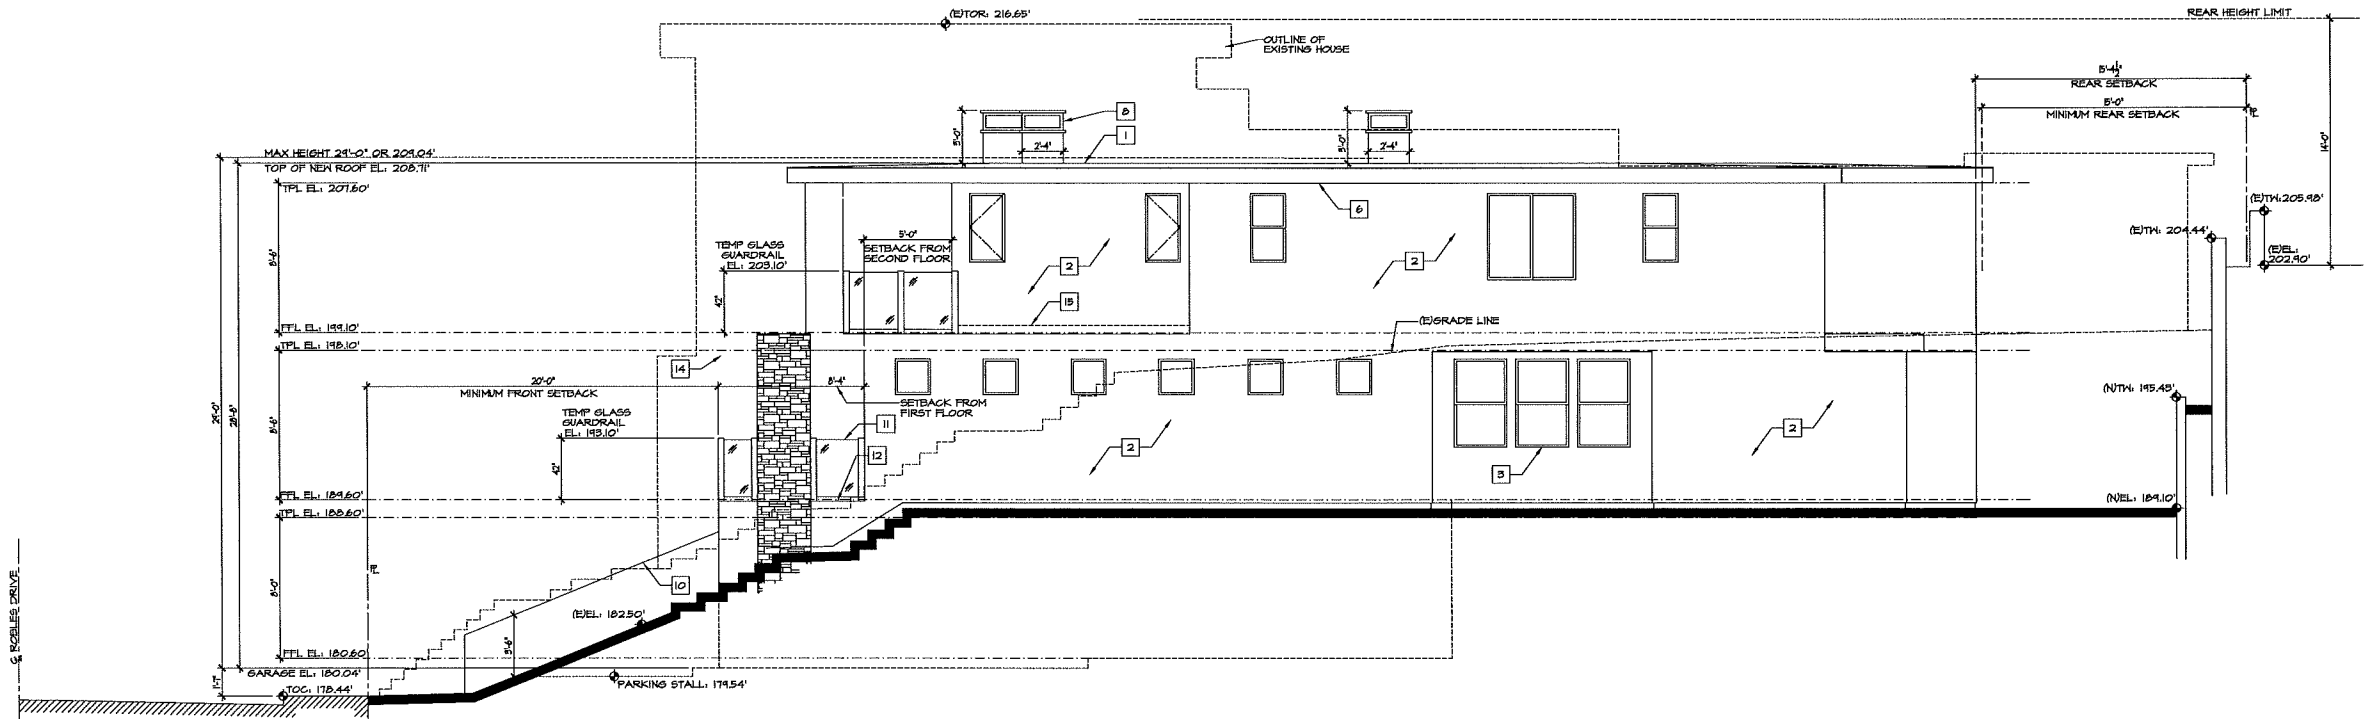 (E)TOR: 216.65'
REAR HEIGHT LIMIT
OUTLINE OF
EXISTING HOUSE
5'-4 1/2"
REAR SETBACK
5'-0"
MINIMUM REAR SETBACK
PL
14'-0"
8
1
3'-0"
2'-4"
3'-0"
2'-4"
MAX HEIGHT 29'-0" OR 209.04'
TOP OF NEW ROOF EL: 208.71'
TPL EL: 207.60'
6
(E)TW: 205.98'
(E)TW: 204.44'
(E)EL:
202.90'
5'-0"
SETBACK FROM
SECOND FLOOR
TEMP GLASS
GUARDRAIL
EL: 203.10'
2
2
8'-6"
42"
15
FFL EL: 199.10'
(E)GRADE LINE
TPL EL: 198.10'
14
20'-0"
MINIMUM FRONT SETBACK
8'-4"
SETBACK FROM
FIRST FLOOR
(N)TW: 195.43'
29'-0"
28'-8"
8'-6"
TEMP GLASS
GUARDRAIL
EL: 193.10'
11
2
2
12
3
42"
FFL EL: 189.60'
(N)EL: 189.10'
TPL EL: 188.60'
PL
10
8'-0"
(E)EL: 182.50'
3'-6"
FFL EL: 180.60'
GARAGE EL: 180.04'
PARKING STALL: 179.54'
1'-7"
TOC: 178.44'
CL ROBLES DRIVE